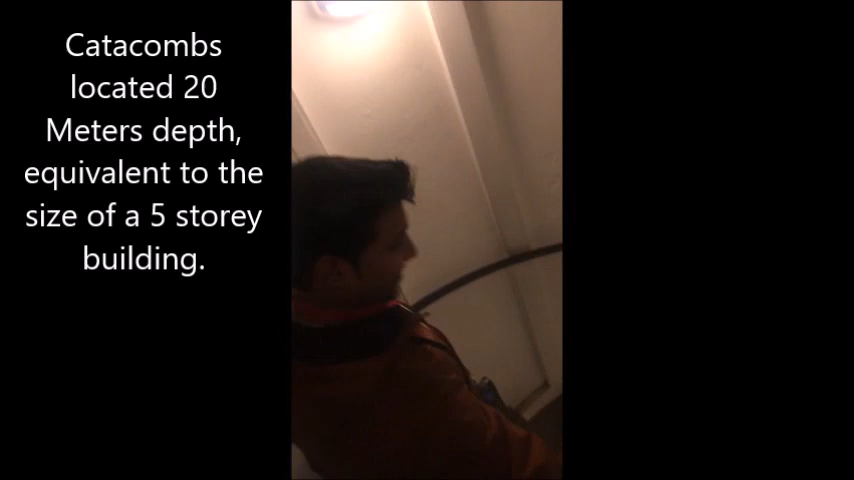 Catacombs
located 20
Meters depth,
equivalent to the
size of a 5 storey
building.